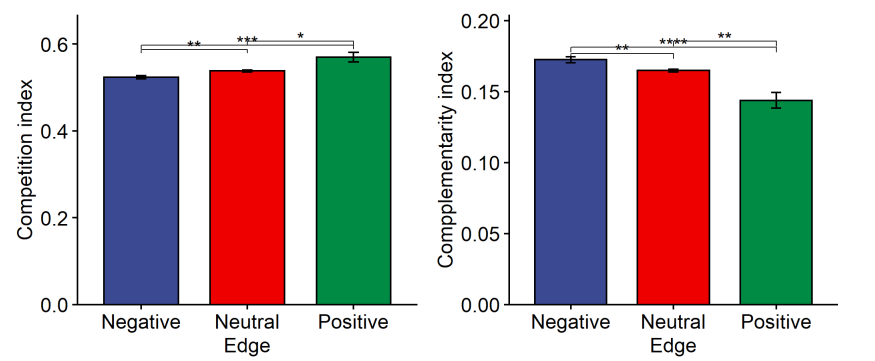 Competition index
0.6
0.4
0.2
0.0
**
***
*
Negative
Neutral
Positive
Edge
Compplementarity index
0.20
0.15
0.10
0.05
0.00
**
****
**
Negative
Neutral
Positive
Edge